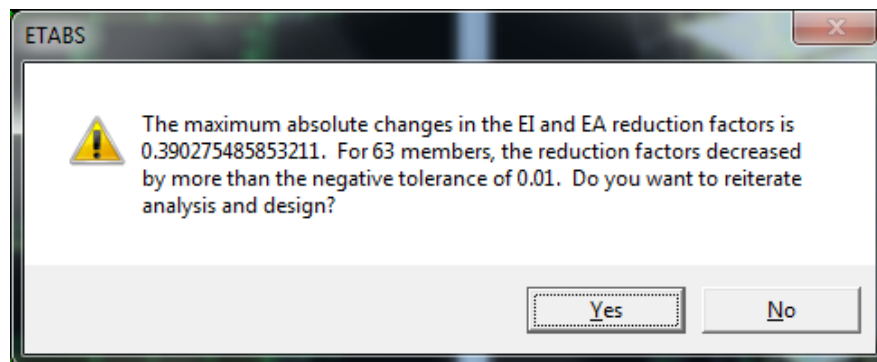 ETABS
The maximum absolute changes in the EI and EA reduction factors is
0.390275485853211. For 63 members, the reduction factors decreased
by more than the negative tolerance of 0.01. Do you want to reiterate
analysis and design?
Yes
No